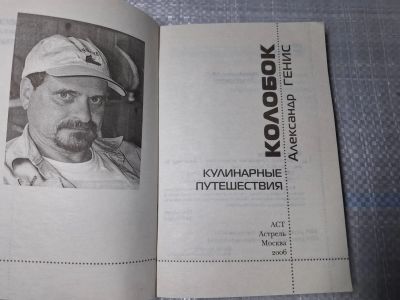 КОЛОБОК
Александр ГЕНИС
КУЛИНАРНЫЕ
ПУТЕШЕСТВИЯ
АСТ
Астрель
Москва
2006